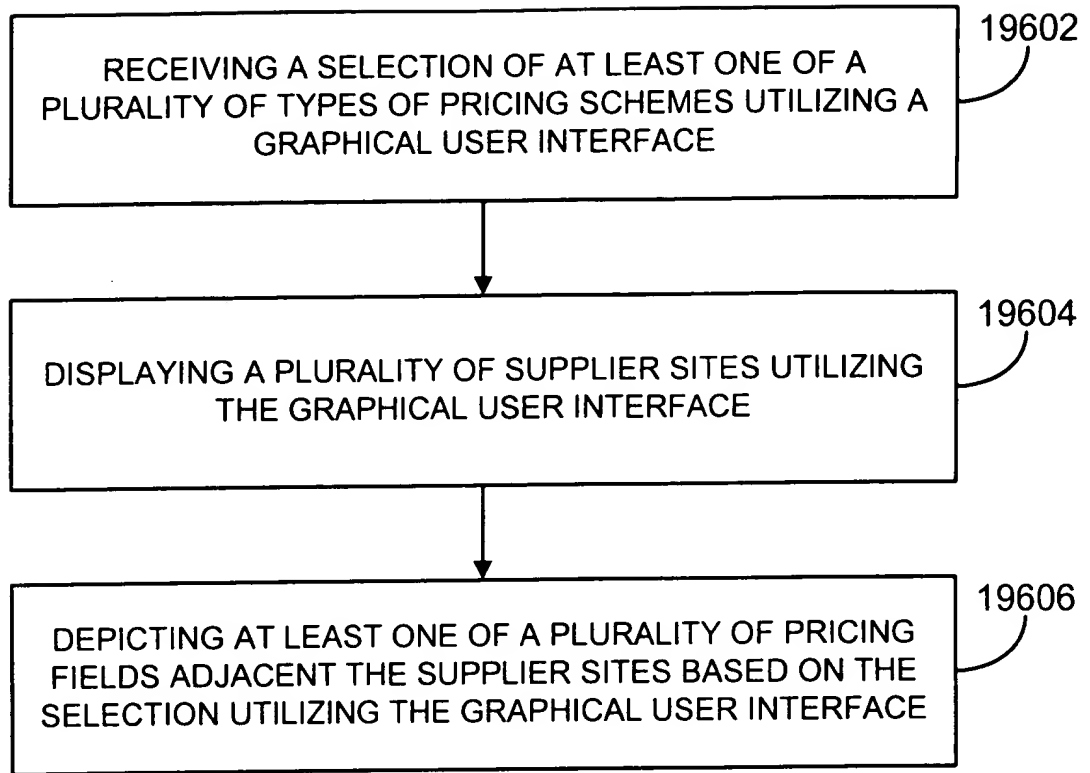 19602
RECEIVING A SELECTION OF AT LEAST ONE OF A
PLURALITY OF TYPES OF PRICING SCHEMES UTILIZING A
GRAPHICAL USER INTERFACE
19604
DISPLAYING A PLURALITY OF SUPPLIER SITES UTILIZING
THE GRAPHICAL USER INTERFACE
19606
DEPICTING AT LEAST ONE OF A PLURALITY OF PRICING
FIELDS ADJACENT THE SUPPLIER SITES BASED ON THE
SELECTION UTILIZING THE GRAPHICAL USER INTERFACE